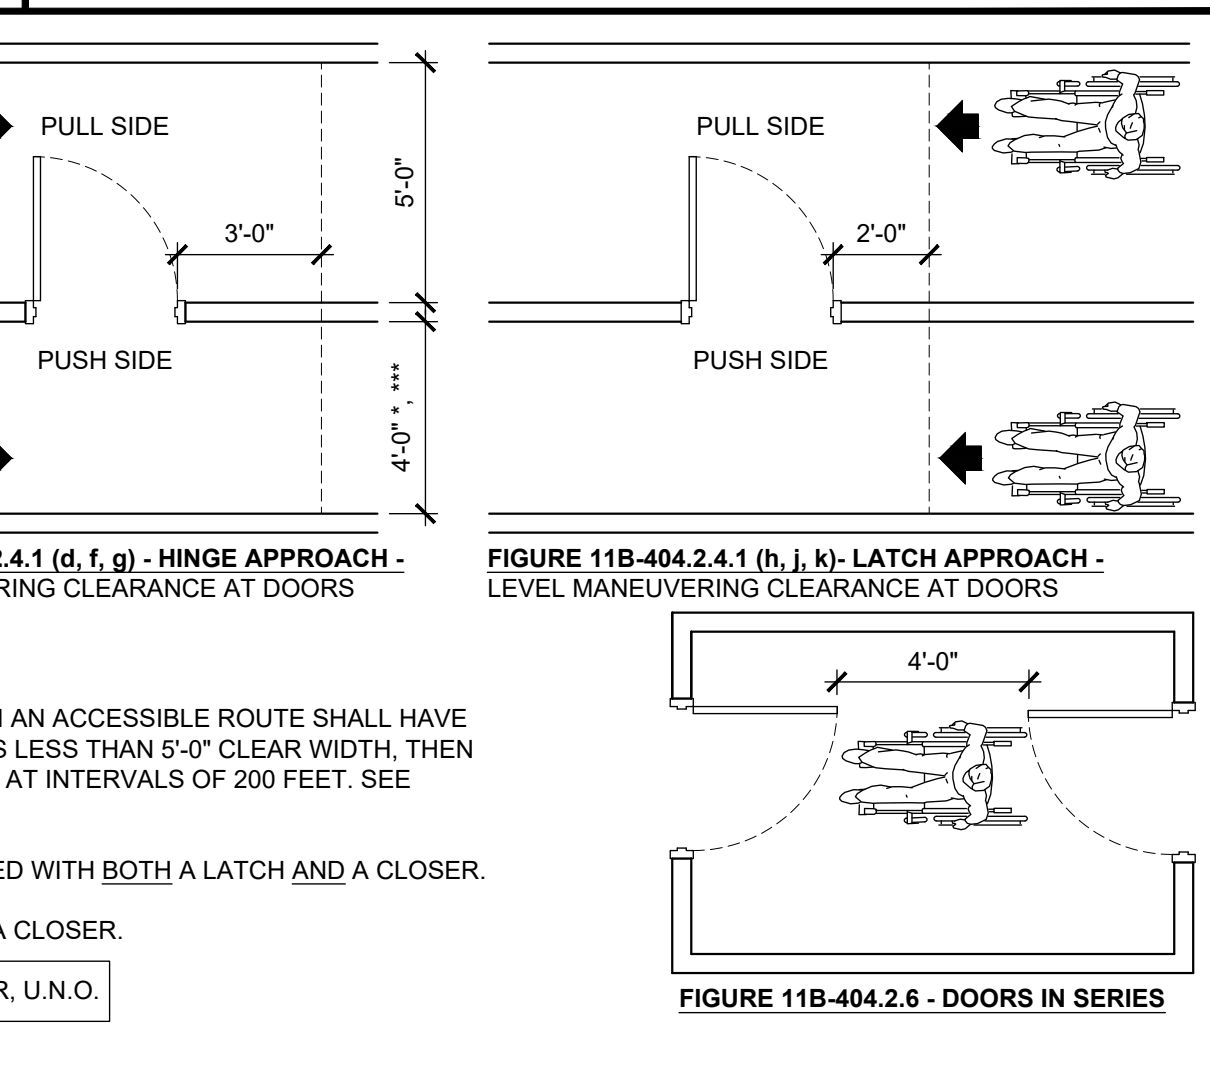 PULL SIDE
3'-0"
5'-0"
PUSH SIDE
4'-0" *, ***
2.4.1 (d, f, g) - HINGE APPROACH -
RING CLEARANCE AT DOORS
PULL SIDE
2'-0"
PUSH SIDE
FIGURE 11B-404.2.4.1 (h, j, k)- LATCH APPROACH -
LEVEL MANEUVERING CLEARANCE AT DOORS
AN ACCESSIBLE ROUTE SHALL HAVE
S LESS THAN 5'-0" CLEAR WIDTH, THEN
AT INTERVALS OF 200 FEET. SEE
ED WITH BOTH A LATCH AND A CLOSER.
A CLOSER.
R, U.N.O.
4'-0"
FIGURE 11B-404.2.6 - DOORS IN SERIES